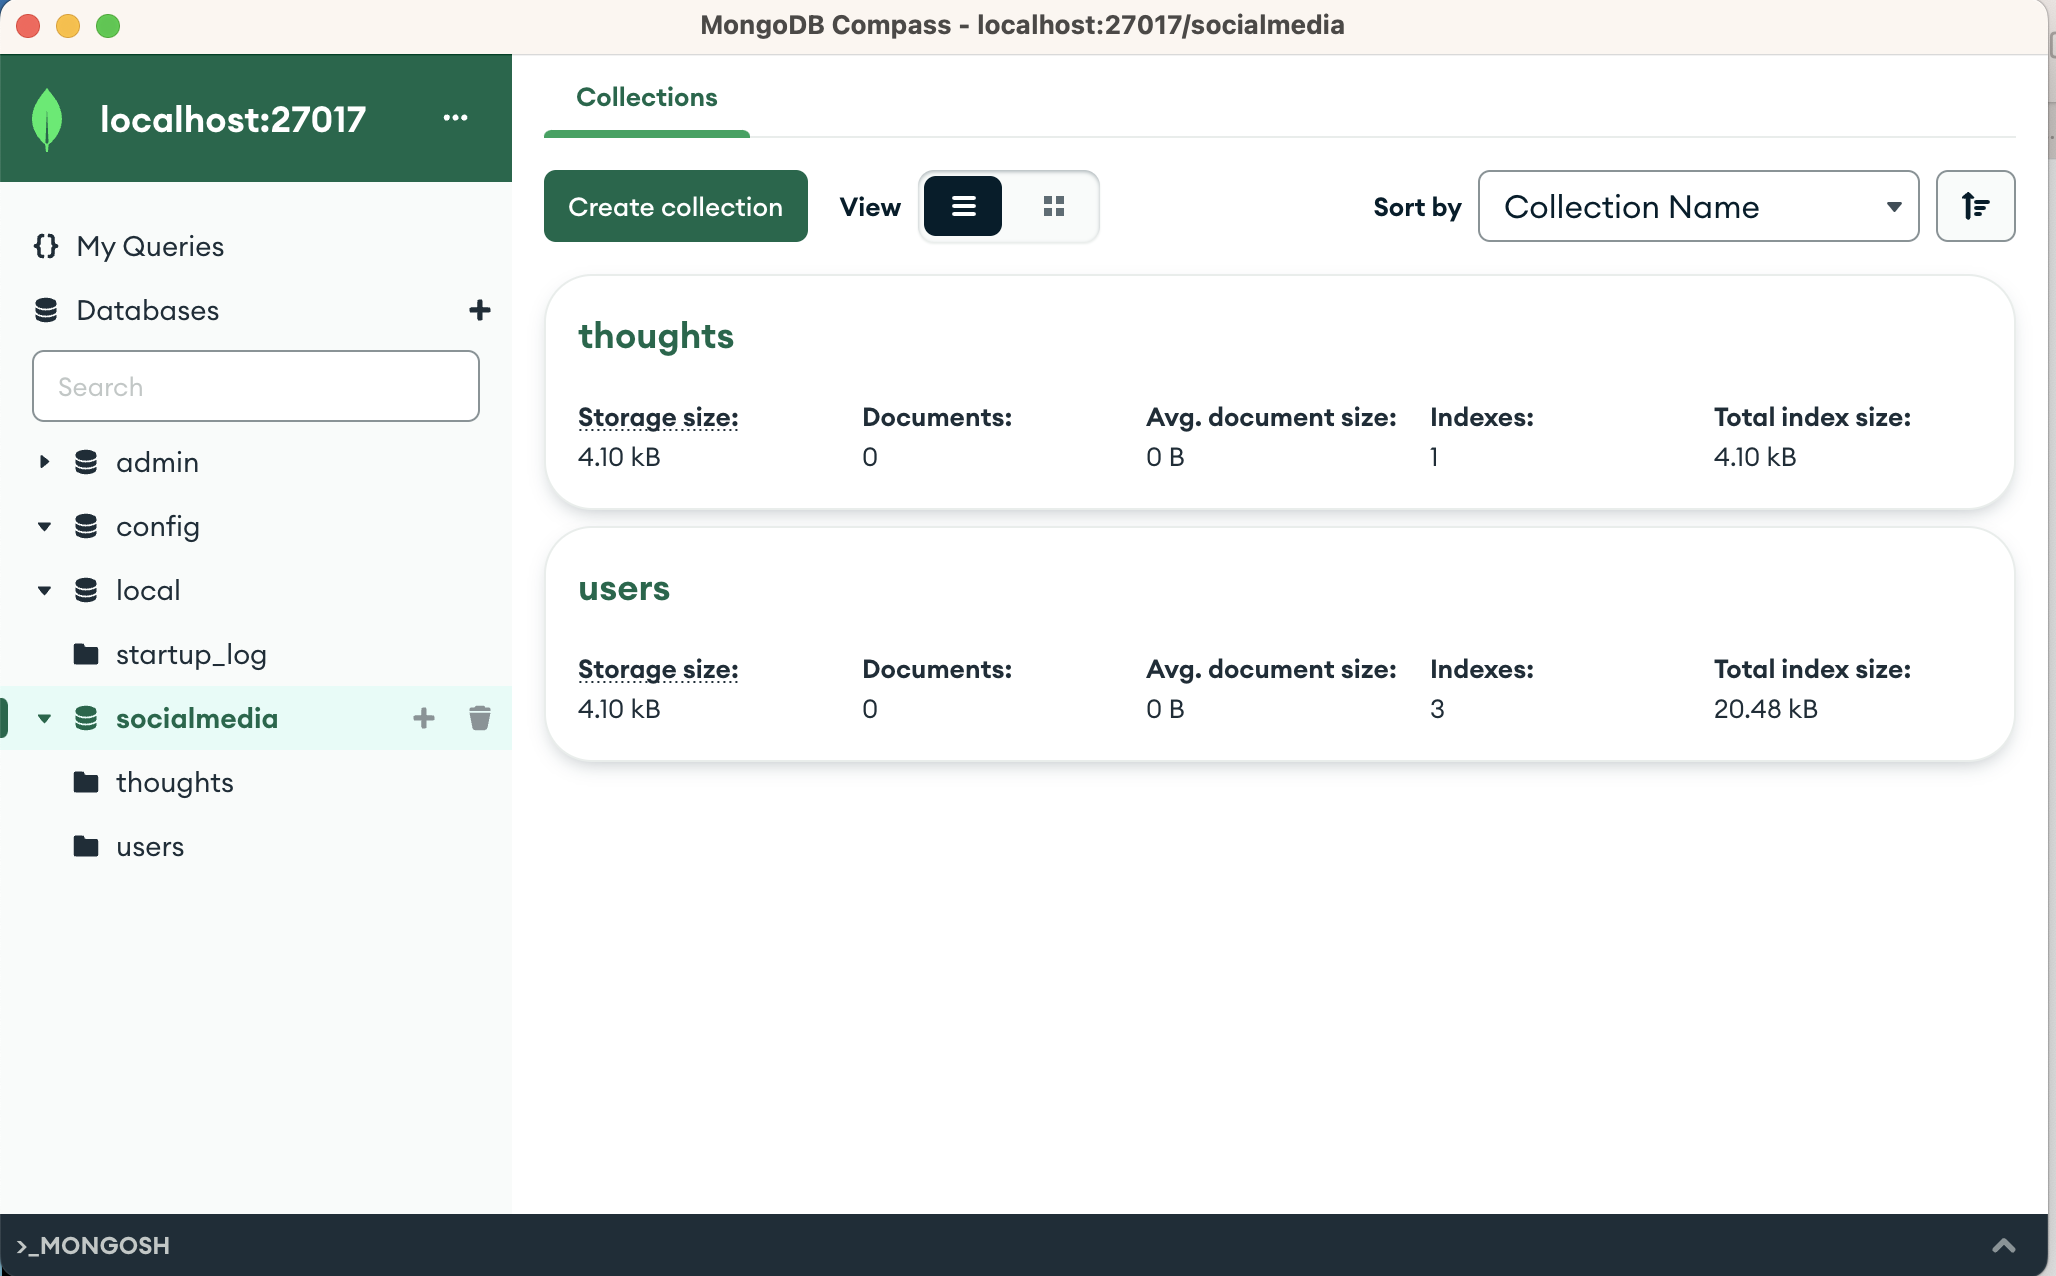 MongoDB Compass - localhost:27017/socialmedia
localhost:27017
My Queries
Databases
Search
admin
config
local
startup_log
socialmedia
thoughts
users
Collections
Create collection
View
Sort by
Collection Name
thoughts
Storage size: Documents: Avg. document size: Indexes: Total index size:
4.10 kB 0 0 B 1 4.10 kB
users
Storage size: Documents: Avg. document size: Indexes: Total index size:
4.10 kB 0 0 B 3 20.48 kB
>_MONGOSH